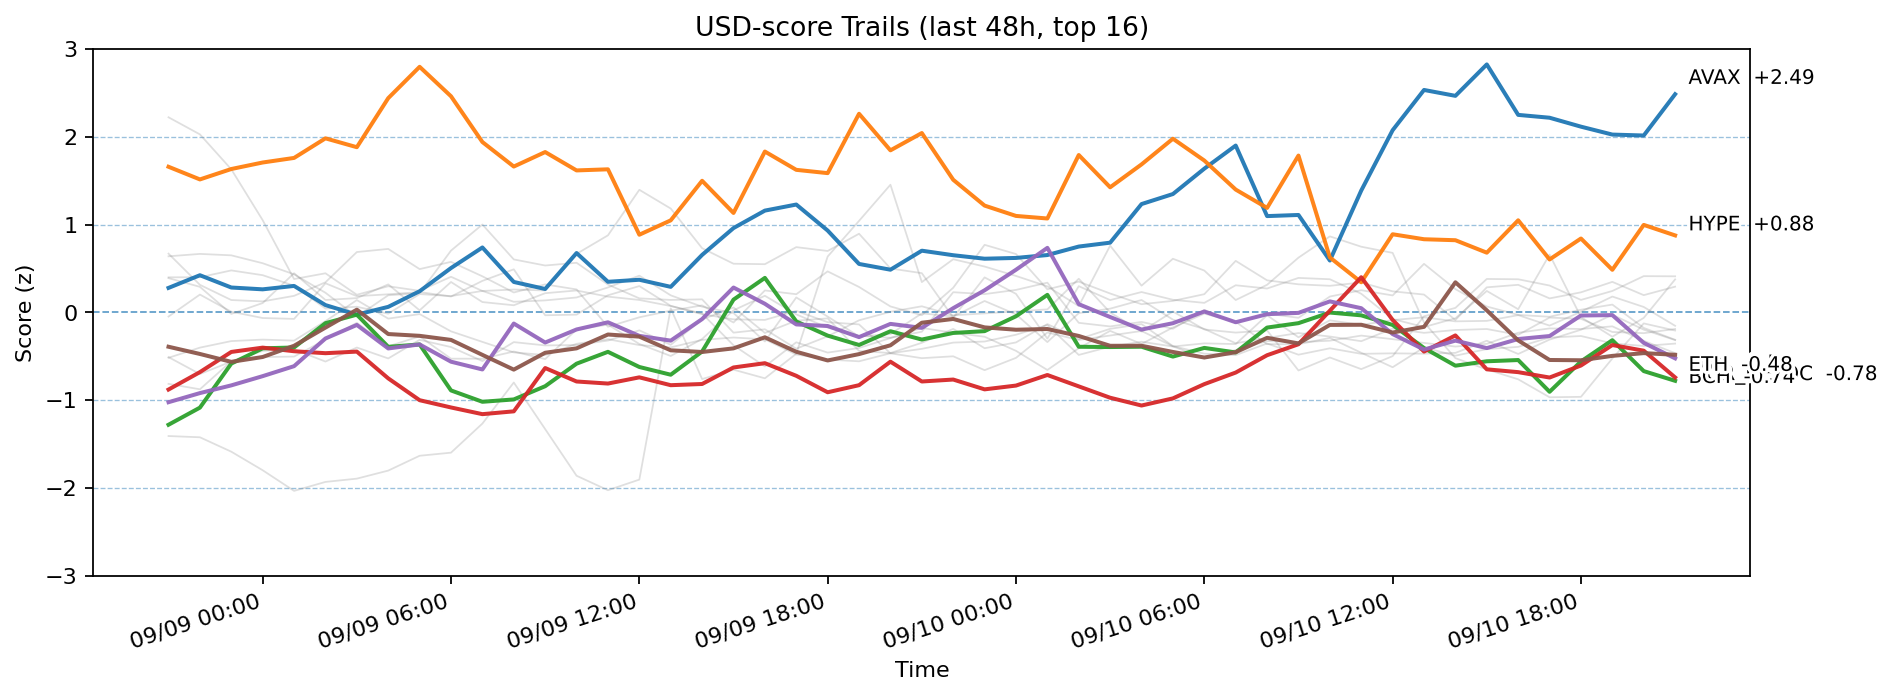 USD-score Trails (last 48h, top 16)
3
2
1
0
−1
−2
−3
Score (z)
AVAX +2.49
HYPE +0.88
ETH -0.48
-0.74
-0.78
09/09 00:00
09/09 06:00
09/09 12:00
09/09 18:00
09/10 00:00
09/10 06:00
09/10 12:00
09/10 18:00
Time